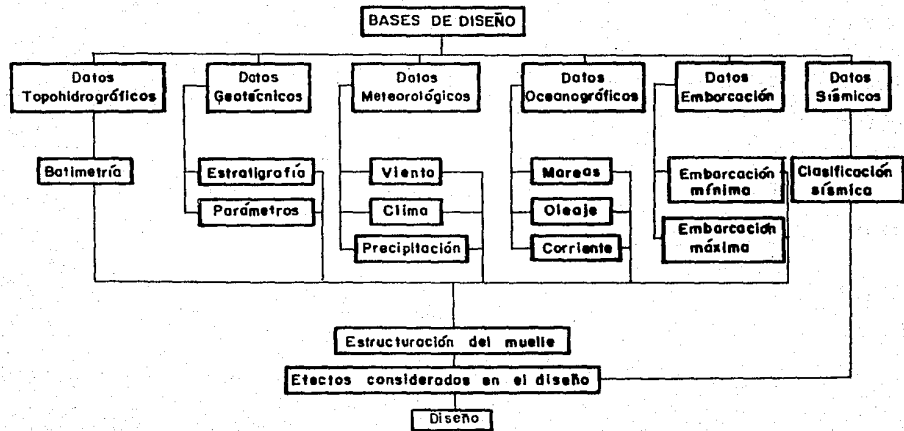 BASES DE DISEÑO
Datos
Topohidrográficos
Datos
Geotécnicos
Datos
Meteorológicos
Datos
Oceanográficos
Datos
Embarcación
Datos
Sísmicos
Batimetría
Estratigrafía
Parámetros
Viento
Clima
Precipitación
Mareas
Oleaje
Corriente
Embarcación
mínima
Embarcación
máxima
Clasificación
sísmica
Estructuración del muelle
Efectos considerados en el diseño
Diseño